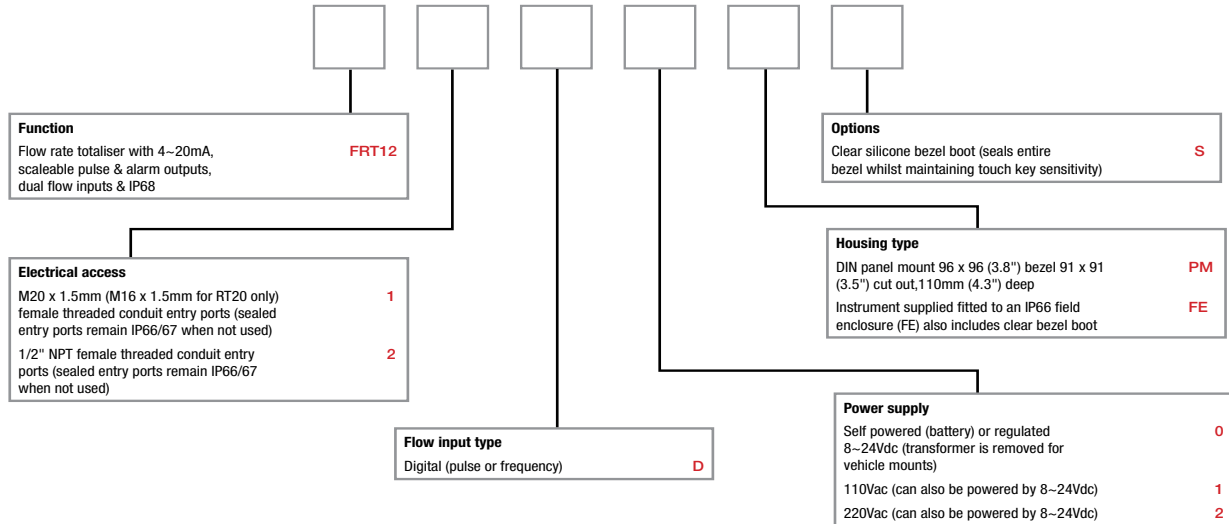 Function
Flow rate totaliser with 4~20mA, FRT12
scaleable pulse & alarm outputs,
dual flow inputs & IP68
Options
Clear silicone bezel boot (seals entire S
bezel whilst maintaining touch key sensitivity)
Electrical access
M20 x 1.5mm (M16 x 1.5mm for RT20 only) 1
female threaded conduit entry ports (sealed
entry ports remain IP66/67 when not used)
1/2" NPT female threaded conduit entry 2
ports (sealed entry ports remain IP66/67
when not used)
Housing type
DIN panel mount 96 x 96 (3.8") bezel 91 x 91 PM
(3.5") cut out,110mm (4.3") deep
Instrument supplied fitted to an IP66 field FE
enclosure (FE) also includes clear bezel boot
Flow input type
Digital (pulse or frequency) D
Power supply
Self powered (battery) or regulated 0
8~24Vdc (transformer is removed for
vehicle mounts)
110Vac (can also be powered by 8~24Vdc) 1
220Vac (can also be powered by 8~24Vdc) 2